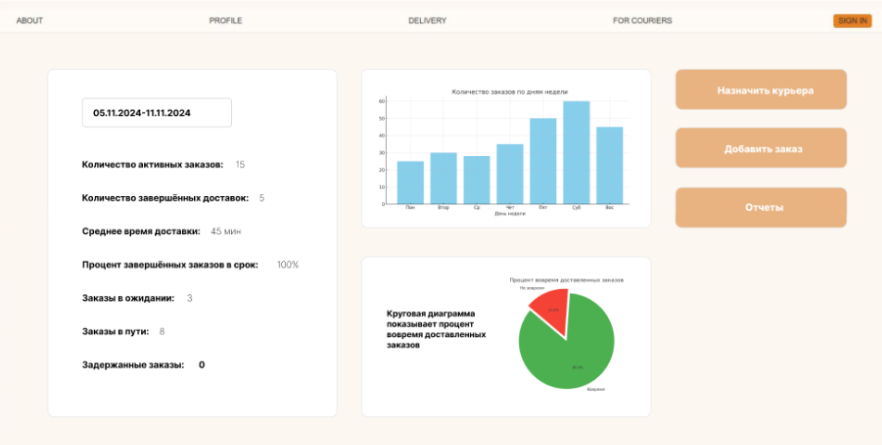 ABOUT
PROFILE
DELIVERY
FOR COURIERS
SIGN IN
05.11.2024-11.11.2024
Количество активных заказов: 15
Количество завершённых доставок: 5
Среднее время доставки: 45 мин
Процент завершённых заказов в срок: 100%
Заказы в ожидании: 3
Заказы в пути: 8
Задержанные заказы: 0
Количество заказов по дням недели
60
50
40
30
20
10
0
Пон Втор Ср Чет Пят Суб Вос
День недели
Круговая диаграмма
показывает процент
вовремя доставленных
заказов
Процент вовремя доставленных заказов
Не вовремя
Вовремя
Назначить курьера
Добавить заказ
Отчеты